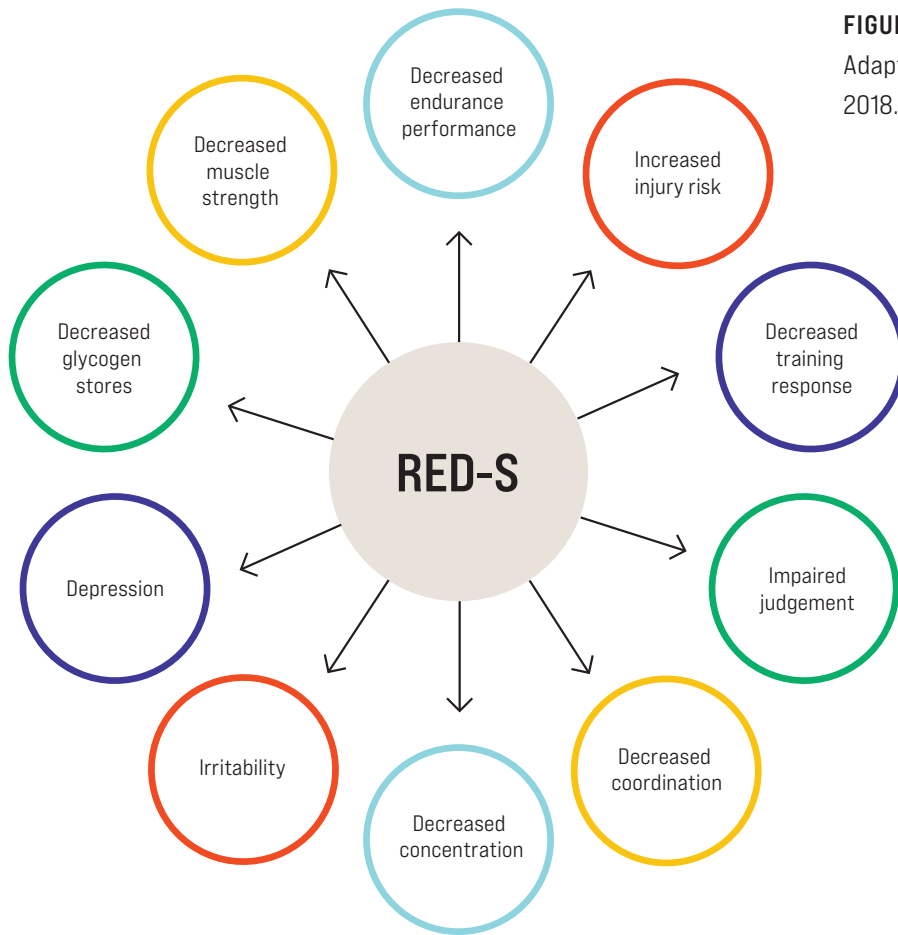 FIGU
Adapt
2018.
Decreased
endurance
performance
Increased
injury risk
Decreased
training
response
Impaired
judgement
Decreased
coordination
Decreased
concentration
Irritability
Depression
Decreased
glycogen
stores
Decreased
muscle
strength
RED-S